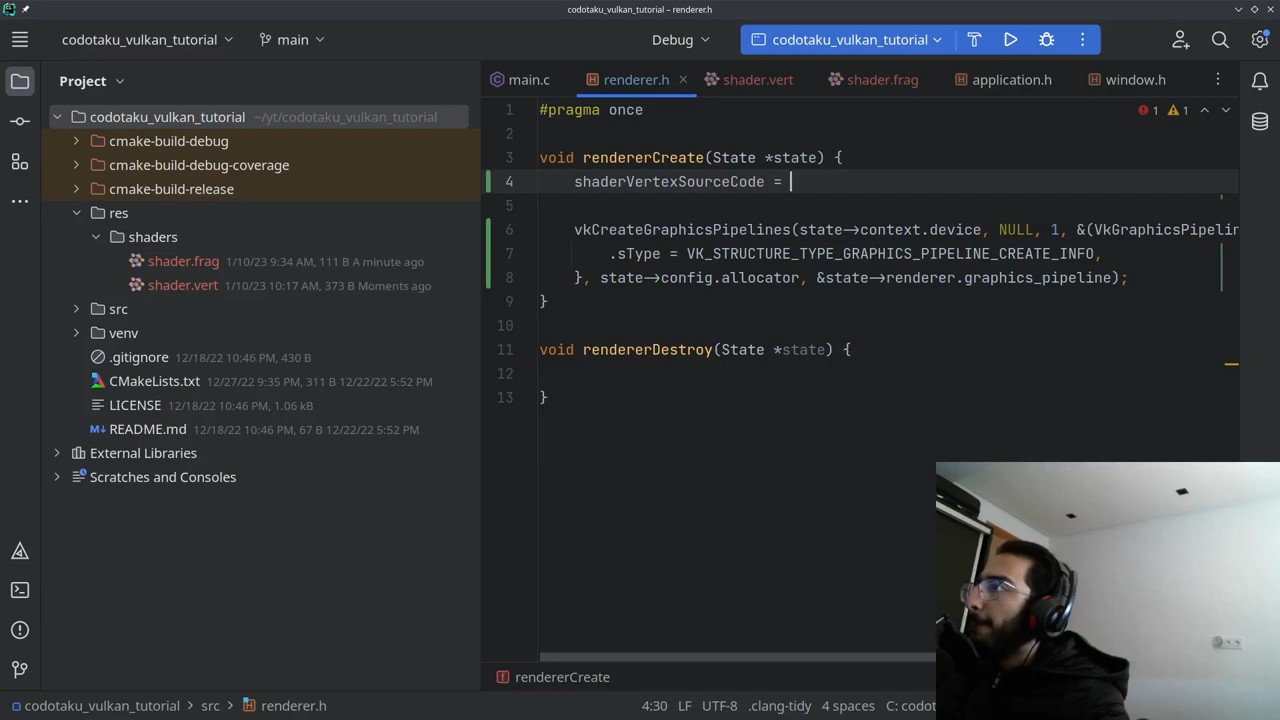 codotaku_vulkan_tutorial – renderer.h
codotaku_vulkan_tutorial
main
Debug
codotaku_vulkan_tutorial
Project
main.c
renderer.h
shader.vert
shader.frag
application.h
window.h
codotaku_vulkan_tutorial ~/yt/codotaku_vulkan_tutorial
cmake-build-debug
cmake-build-debug-coverage
cmake-build-release
res
shaders
shader.frag 1/10/23 9:34 AM, 111 B A minute ago
shader.vert 1/10/23 10:17 AM, 373 B Moments ago
src
venv
.gitignore 12/18/22 10:46 PM, 430 B
CMakeLists.txt 12/27/22 9:35 PM, 311 B 12/22/22 5:52 PM
LICENSE 12/18/22 10:46 PM, 1.06 kB
README.md 12/18/22 10:46 PM, 67 B 12/22/22 5:52 PM
External Libraries
Scratches and Consoles
1 #pragma once
1 1
2
3 void rendererCreate(State *state) {
4 shaderVertexSourceCode =
5
6 vkCreateGraphicsPipelines(state->context.device, NULL, 1, &(VkGraphicsPipelin
7 .sType = VK_STRUCTURE_TYPE_GRAPHICS_PIPELINE_CREATE_INFO,
8 }, state->config.allocator, &state->renderer.graphics_pipeline);
9 }
10
11 void rendererDestroy(State *state) {
12
13 }
rendererCreate
codotaku_vulkan_tutorial
src
renderer.h
4:30 LF UTF-8 .clang-tidy 4 spaces C: codot